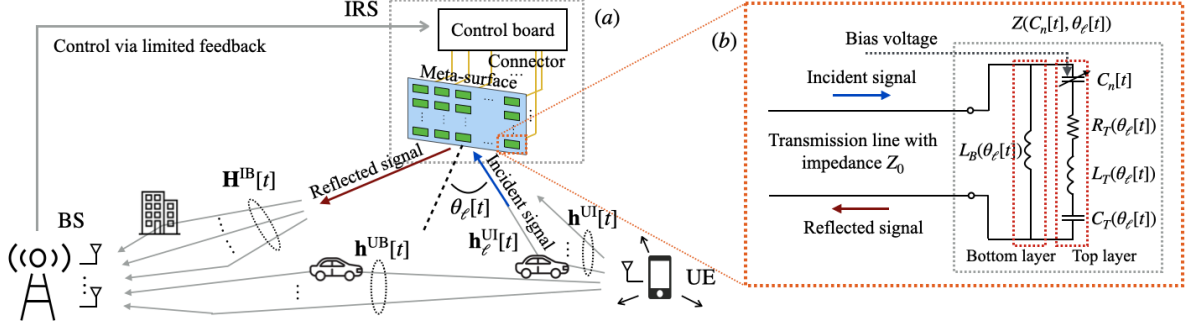 IRS
(a)
Control via limited feedback
Control board
Connector
...
Meta-surface
Reflected signal
Incident signal
θ_ℓ[t]
H^IB[t]
h^UI[t]
h_ℓ^UI[t]
h^UB[t]
BS
UE
(b)
Z(C_n[t], θ_ℓ[t])
Bias voltage
Incident signal
C_n[t]
R_T(θ_ℓ[t])
Transmission line with
impedance Z_0
L_B(θ_ℓ[t])
L_T(θ_ℓ[t])
C_T(θ_ℓ[t])
Reflected signal
Bottom layer
Top layer